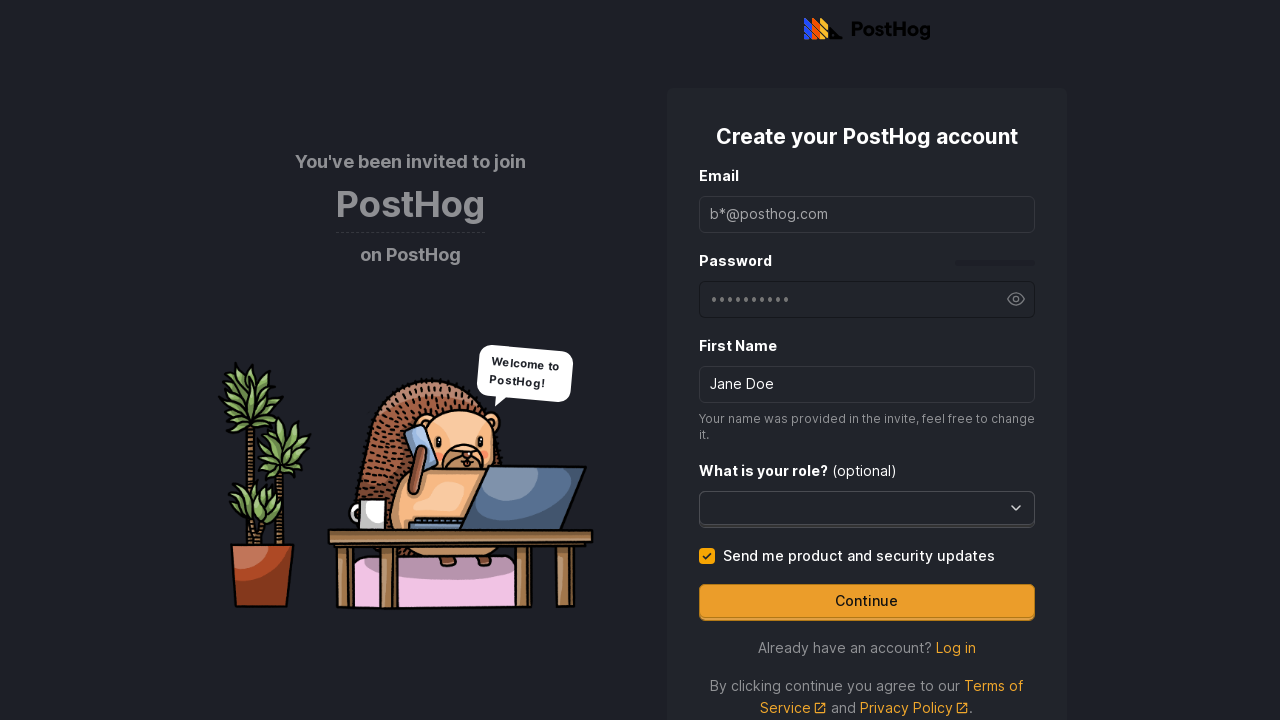 PostHog
You've been invited to join
PostHog
on PostHog
Welcome to
PostHog!
Create your PostHog account
Email
b*@posthog.com
Password
••••••••••
First Name
Jane Doe
Your name was provided in the invite, feel free to change
it.
What is your role? (optional)
Send me product and security updates
Continue
Already have an account? Log in
By clicking continue you agree to our Terms of
Service and Privacy Policy.